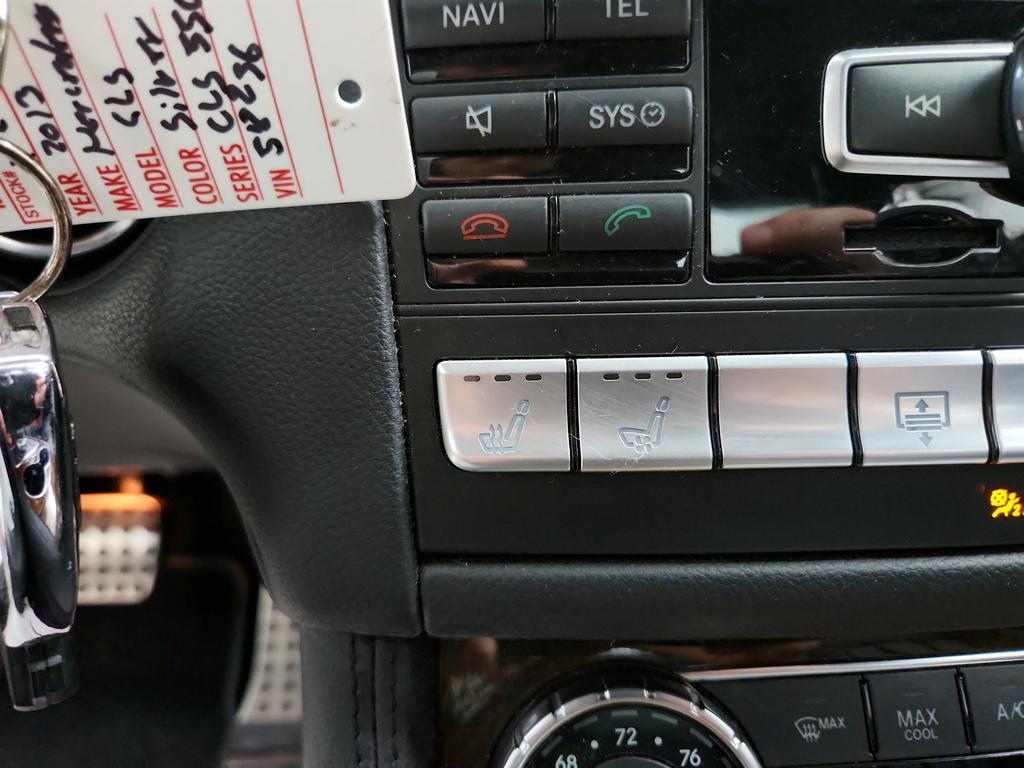 STOCK#:
YEAR 2013
MAKE Mercedes
MODEL CLS
COLOR Silver
SERIES CLS 550
VIN 58296
NAVI TEL
SYS
MAX
MAX
COOL
A/C
68 72 76